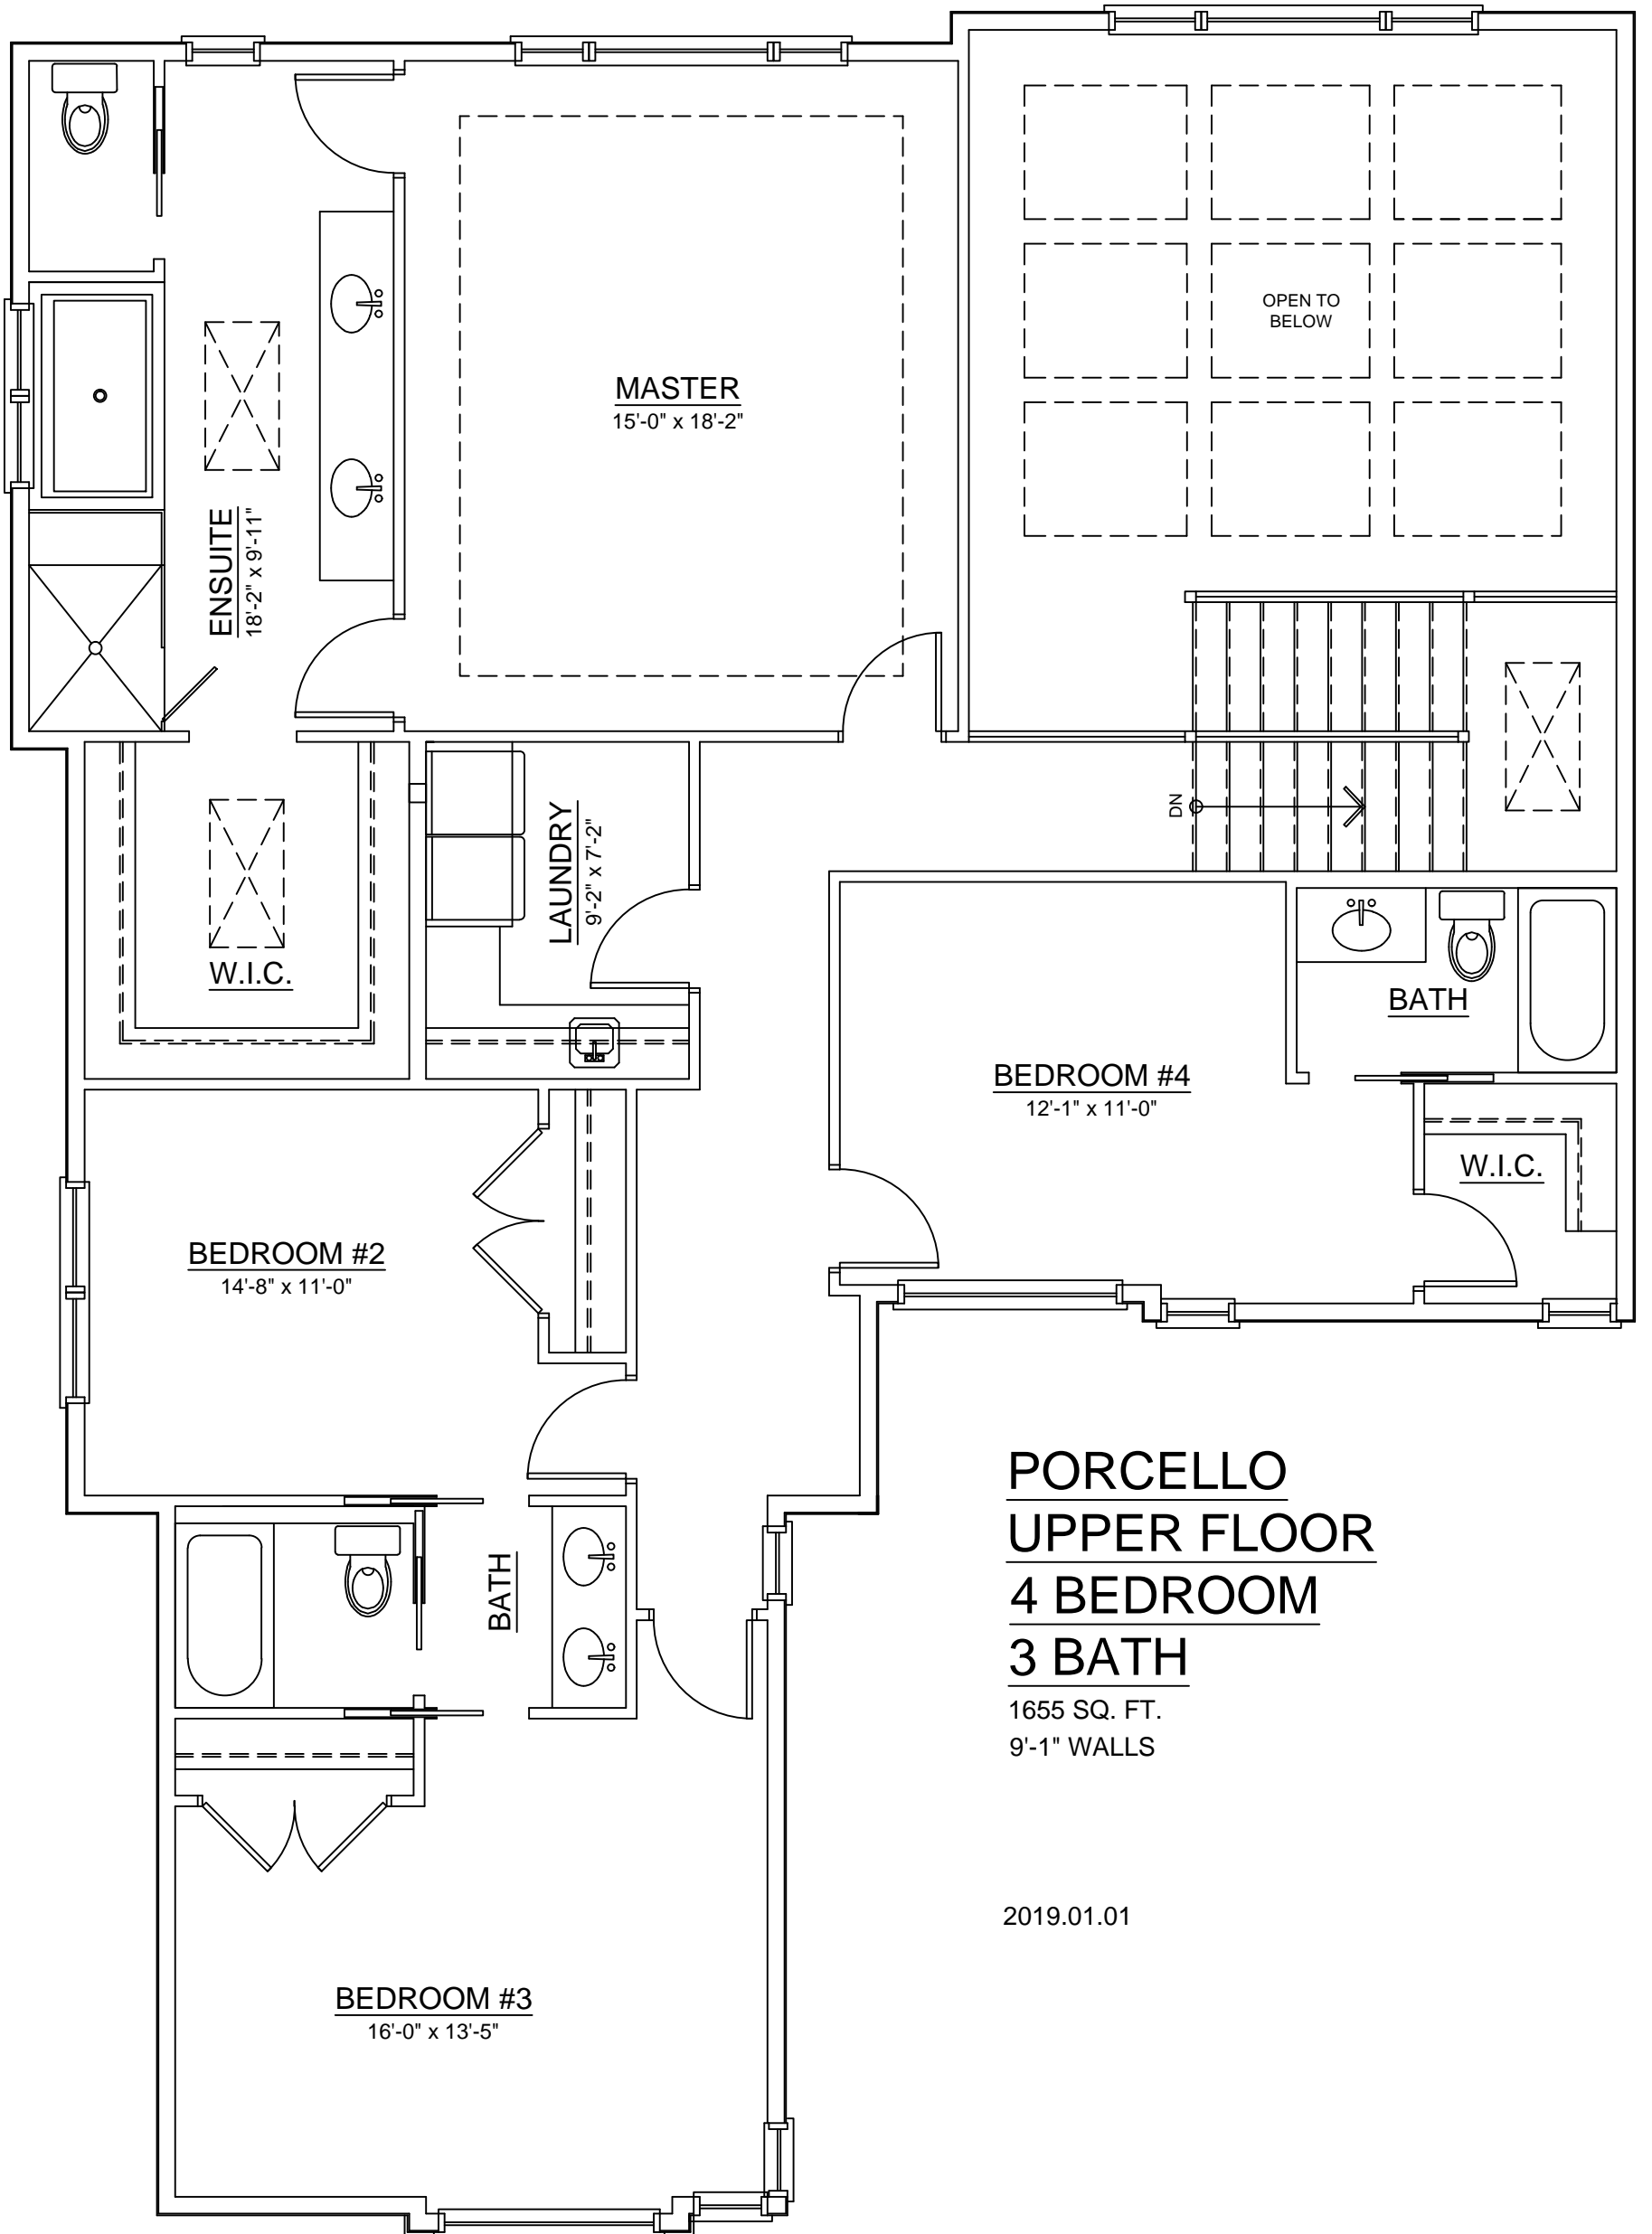 OPEN TO
BELOW
MASTER
15'-0" x 18'-2"
ENSUITE
18'-2" x 9'-11"
DN
LAUNDRY
9'-2" x 7'-2"
W.I.C.
BATH
BEDROOM #4
12'-1" x 11'-0"
W.I.C.
BEDROOM #2
14'-8" x 11'-0"
BATH
PORCELLO
UPPER FLOOR
4 BEDROOM
3 BATH
1655 SQ. FT.
9'-1" WALLS
2019.01.01
BEDROOM #3
16'-0" x 13'-5"